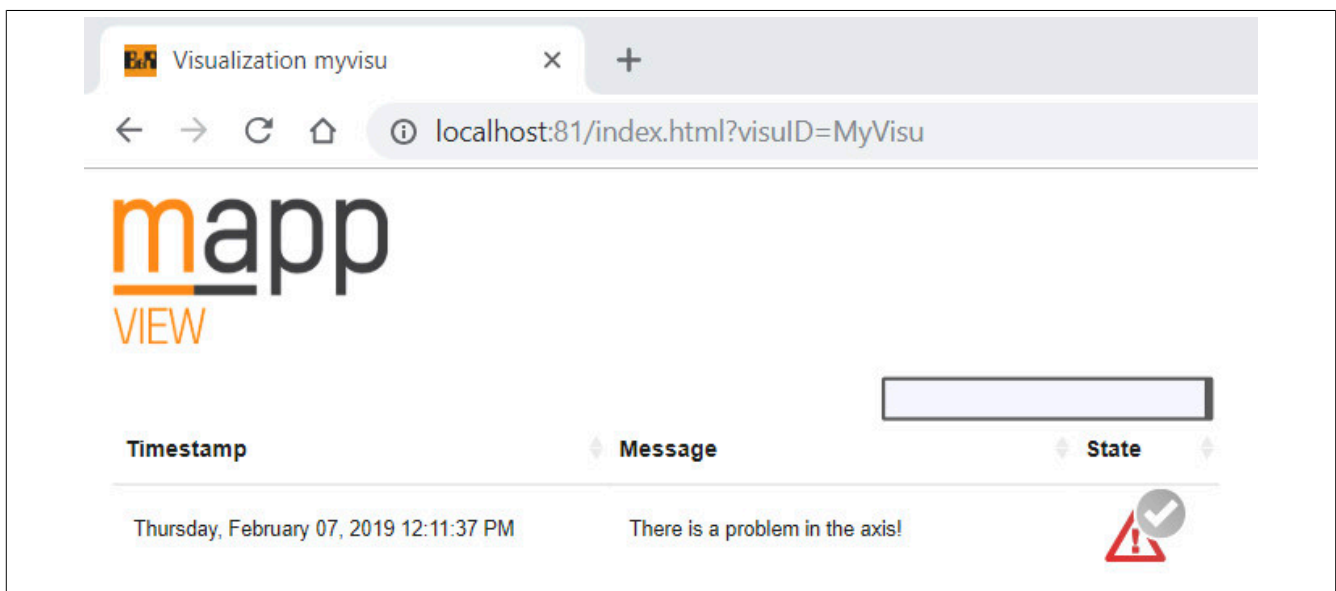 B&R Visualization myvisu
localhost:81/index.html?visuID=MyVisu
mapp
VIEW
Timestamp Message State
Thursday, February 07, 2019 12:11:37 PM There is a problem in the axis!